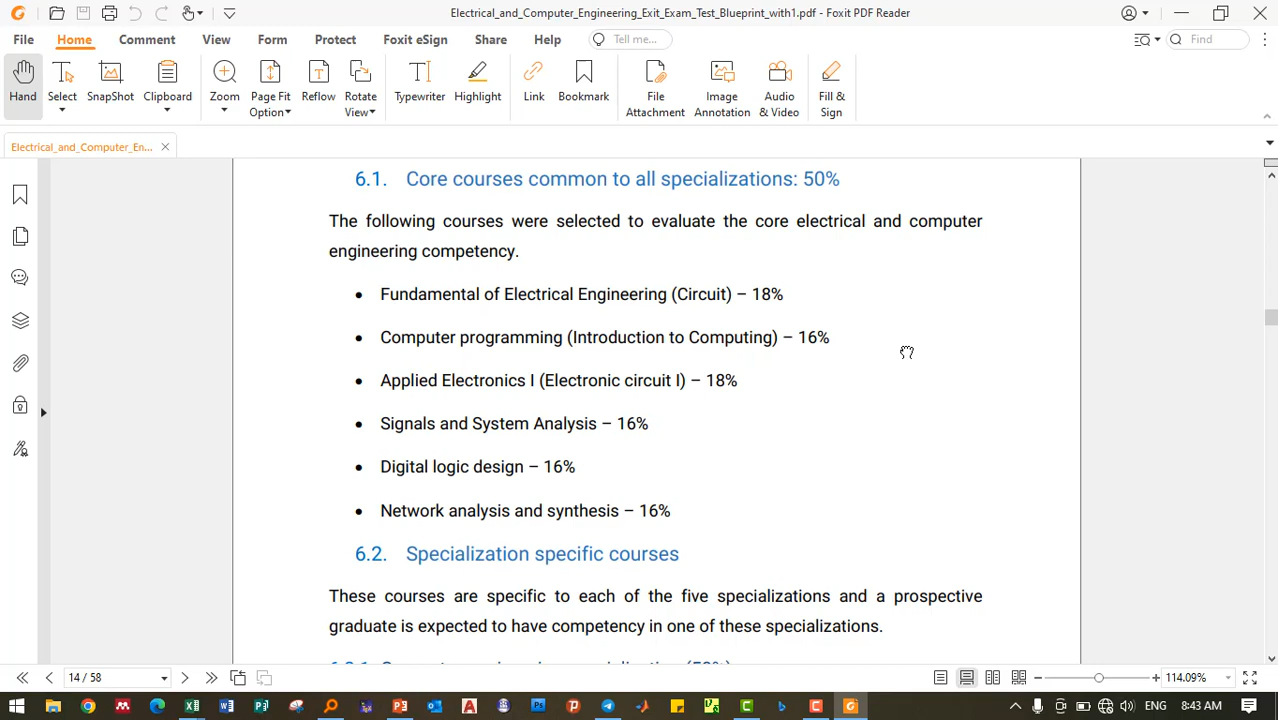 Electrical_and_Computer_Engineering_Exit_Exam_Test_Blueprint_with1.pdf - Foxit PDF Reader
File Home Comment View Form Protect Foxit eSign Share Help Tell me... Find
Hand Select SnapShot Clipboard Zoom Page Fit Option Reflow Rotate View Typewriter Highlight Link Bookmark File Attachment Image Annotation Audio & Video Fill & Sign
Electrical_and_Computer_En...
6.1. Core courses common to all specializations: 50%
The following courses were selected to evaluate the core electrical and computer
engineering competency.
• Fundamental of Electrical Engineering (Circuit) – 18%
• Computer programming (Introduction to Computing) – 16%
• Applied Electronics I (Electronic circuit I) – 18%
• Signals and System Analysis – 16%
• Digital logic design – 16%
• Network analysis and synthesis – 16%
6.2. Specialization specific courses
These courses are specific to each of the five specializations and a prospective
graduate is expected to have competency in one of these specializations.
14 / 58 114.09%
ENG 8:43 AM